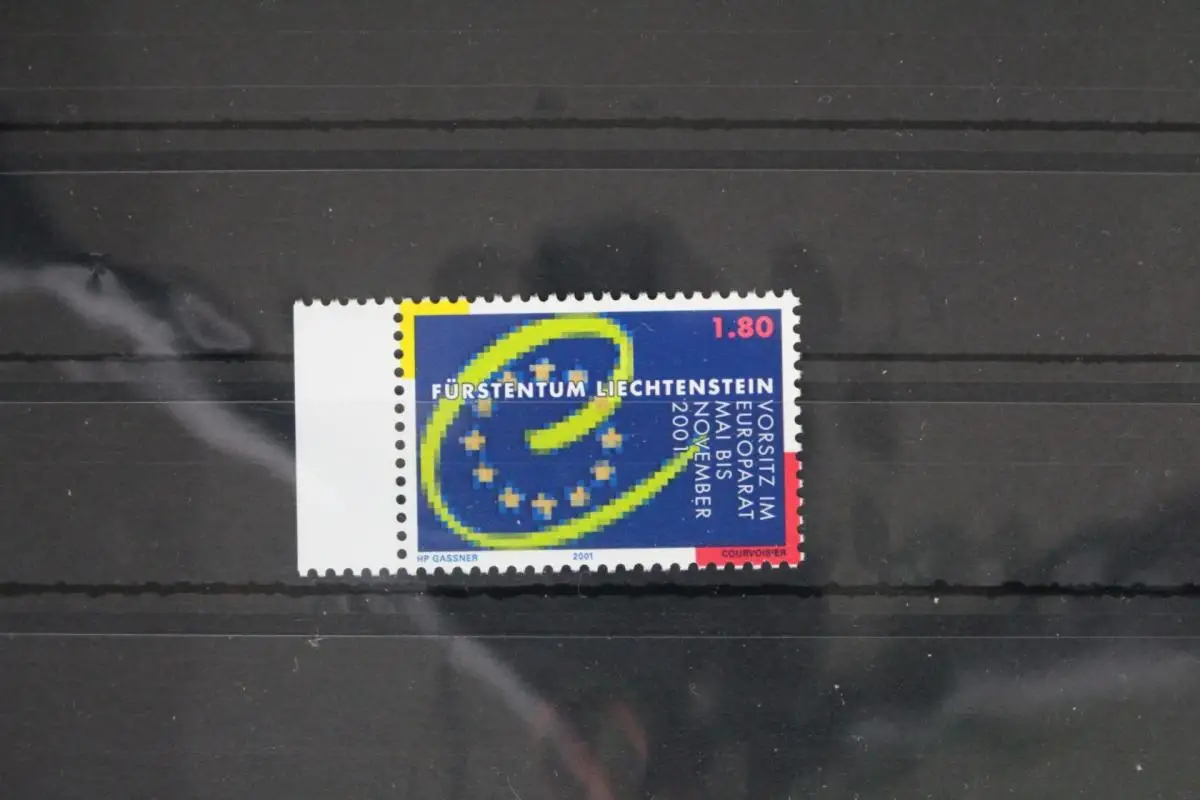 1.80
FÜRSTENTUM LIECHTENSTEIN
VORSITZ IM
EUROPARAT
MAI BIS
NOVEMBER
2001
HP GASSNER
2001
COURVOISIER